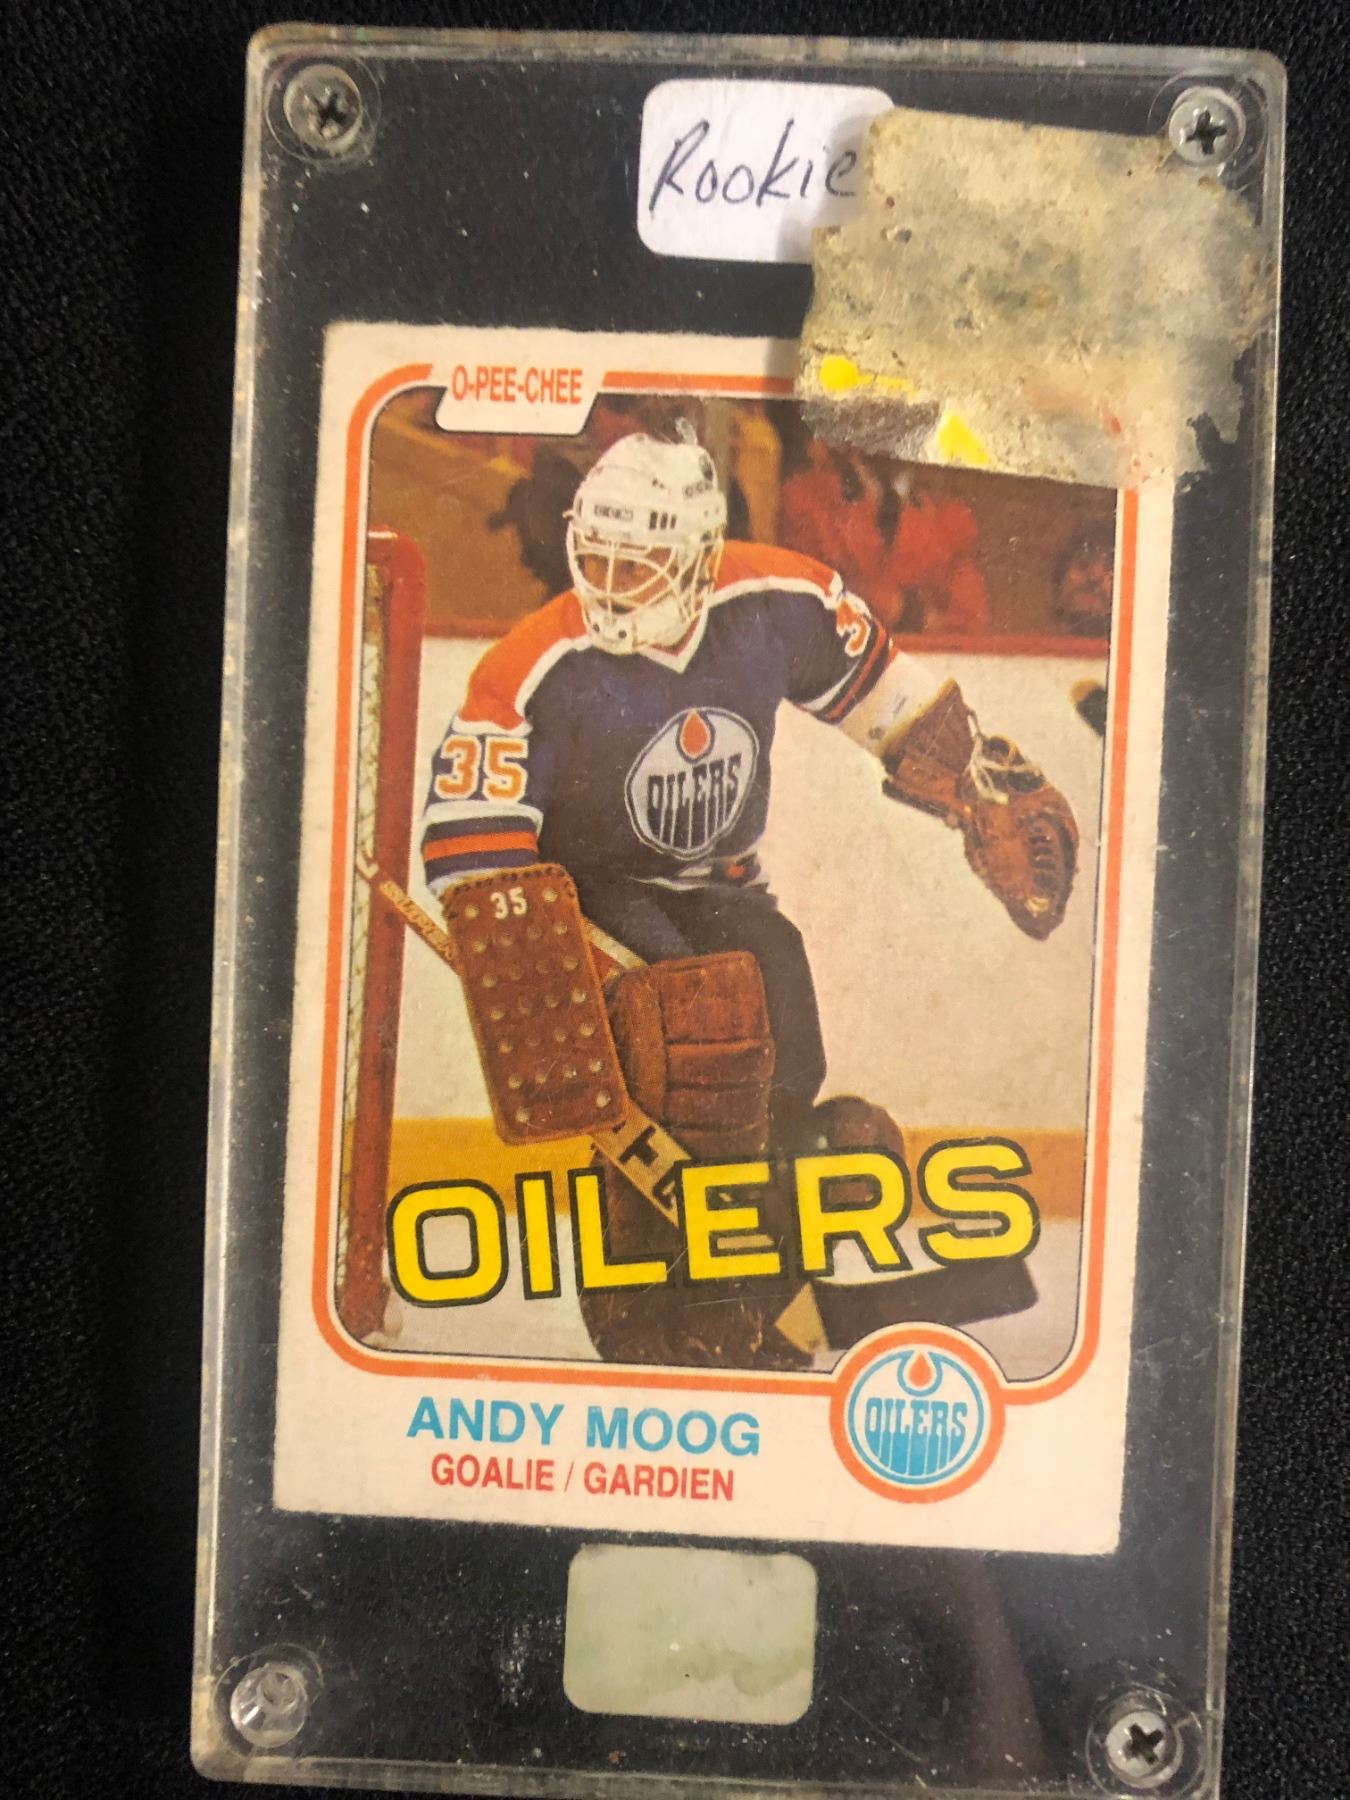 Rookie
O-PEE-CHEE
35
OILERS
35
OILERS
OILERS
ANDY MOOG
GOALIE / GARDIEN